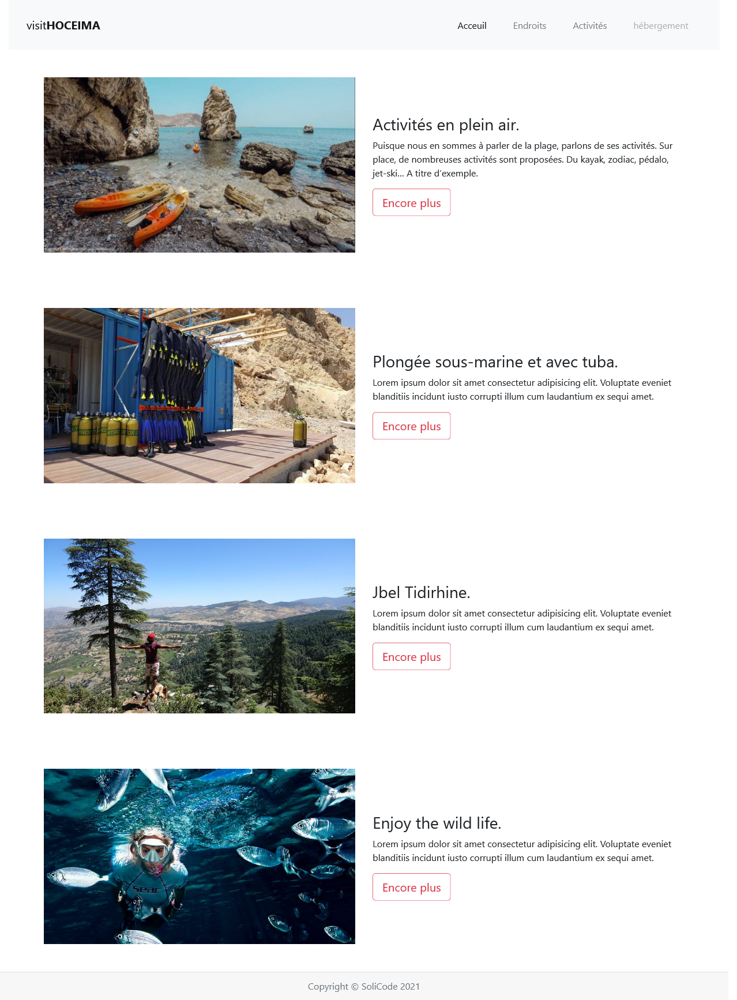 visitHOCEIMA
Acceuil Endroits Activités hébergement
Activités en plein air.
Puisque nous en sommes à parler de la plage, parlons de ses activités. Sur
place, de nombreuses activités sont proposées. Du kayak, zodiac, pédalo,
jet-ski... A titre d’exemple.
Encore plus
Plongée sous-marine et avec tuba.
Lorem ipsum dolor sit amet consectetur adipisicing elit. Voluptate eveniet
blanditiis incidunt iusto corrupti illum cum laudantium ex sequi amet.
Encore plus
Jbel Tidirhine.
Lorem ipsum dolor sit amet consectetur adipisicing elit. Voluptate eveniet
blanditiis incidunt iusto corrupti illum cum laudantium ex sequi amet.
Encore plus
seac
Enjoy the wild life.
Lorem ipsum dolor sit amet consectetur adipisicing elit. Voluptate eveniet
blanditiis incidunt iusto corrupti illum cum laudantium ex sequi amet.
Encore plus
Copyright © SoliCode 2021